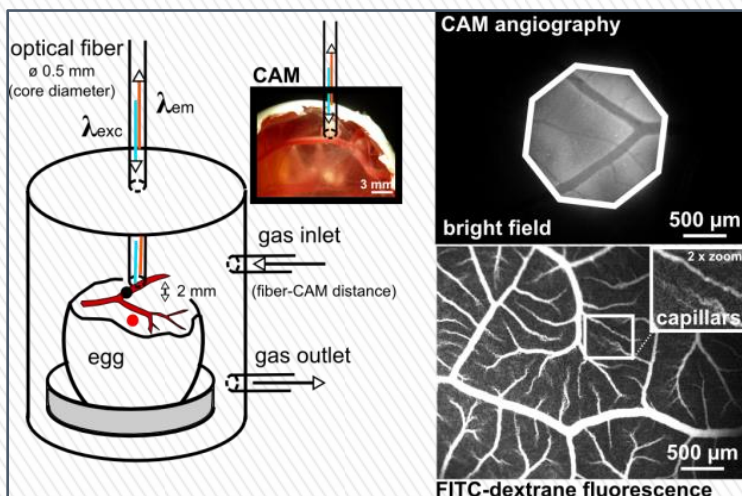 optical fiber
ø 0.5 mm
(core diameter)
λexc
λem
CAM
3 mm
gas inlet
2 mm
(fiber-CAM distance)
egg
gas outlet
CAM angiography
bright field
500 µm
2 x zoom
capillars
500 µm
FITC-dextrane fluorescence